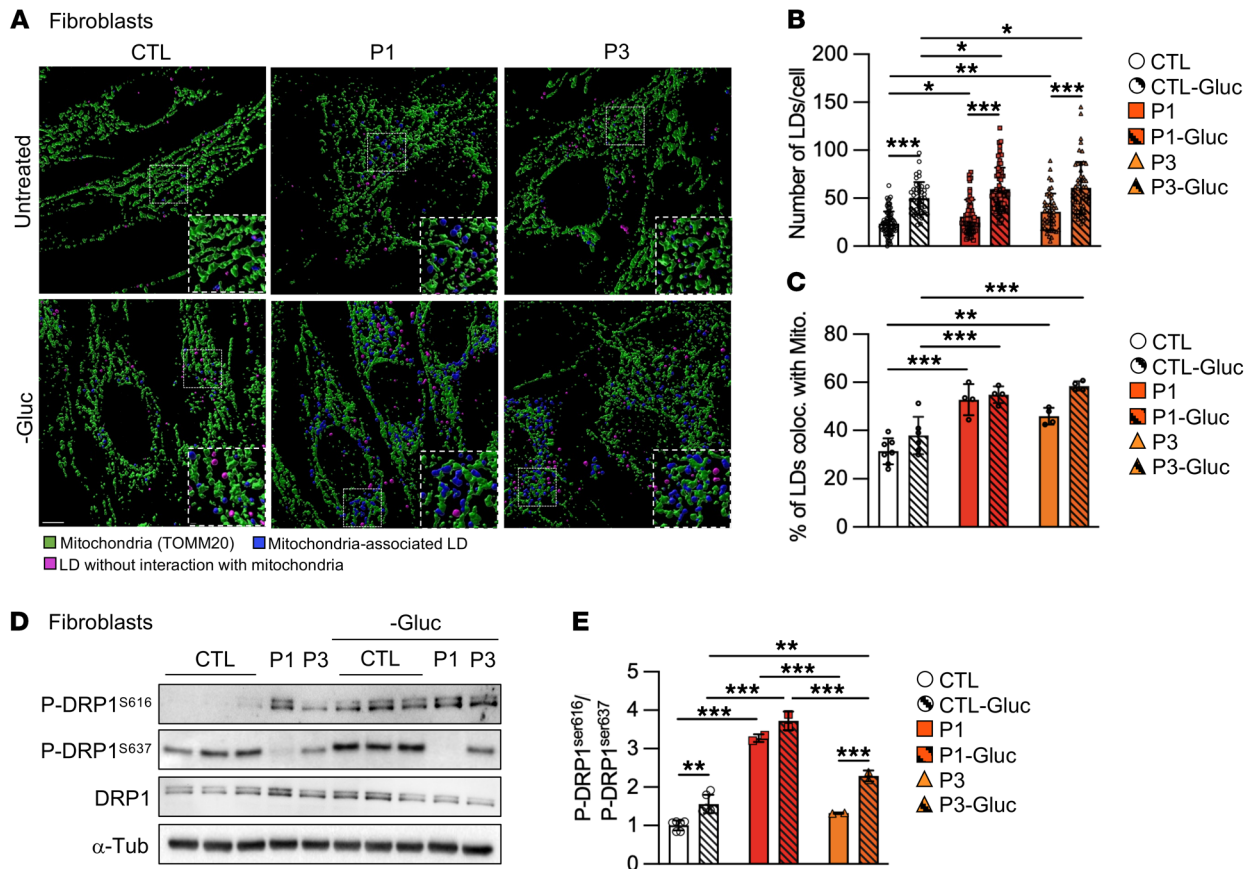 A Fibroblasts
CTL P1 P3
Untreated
-Gluc
Mitochondria (TOMM20) Mitochondria-associated LD
LD without interaction with mitochondria
B
Number of LDs/cell
200
150
100
50
0
* 
*
**
*
***
***
***
CTL
CTL-Gluc
P1
P1-Gluc
P3
P3-Gluc
C
% of LDs coloc. with Mito.
80
60
40
20
0
***
**
***
***
CTL
CTL-Gluc
P1
P1-Gluc
P3
P3-Gluc
D Fibroblasts
-Gluc
CTL P1 P3 CTL P1 P3
P-DRP1S616
P-DRP1S637
DRP1
α-Tub
E
P-DRP1ser616/
P-DRP1ser637
5
4
3
2
1
0
**
***
***
***
***
**
***
CTL
CTL-Gluc
P1
P1-Gluc
P3
P3-Gluc